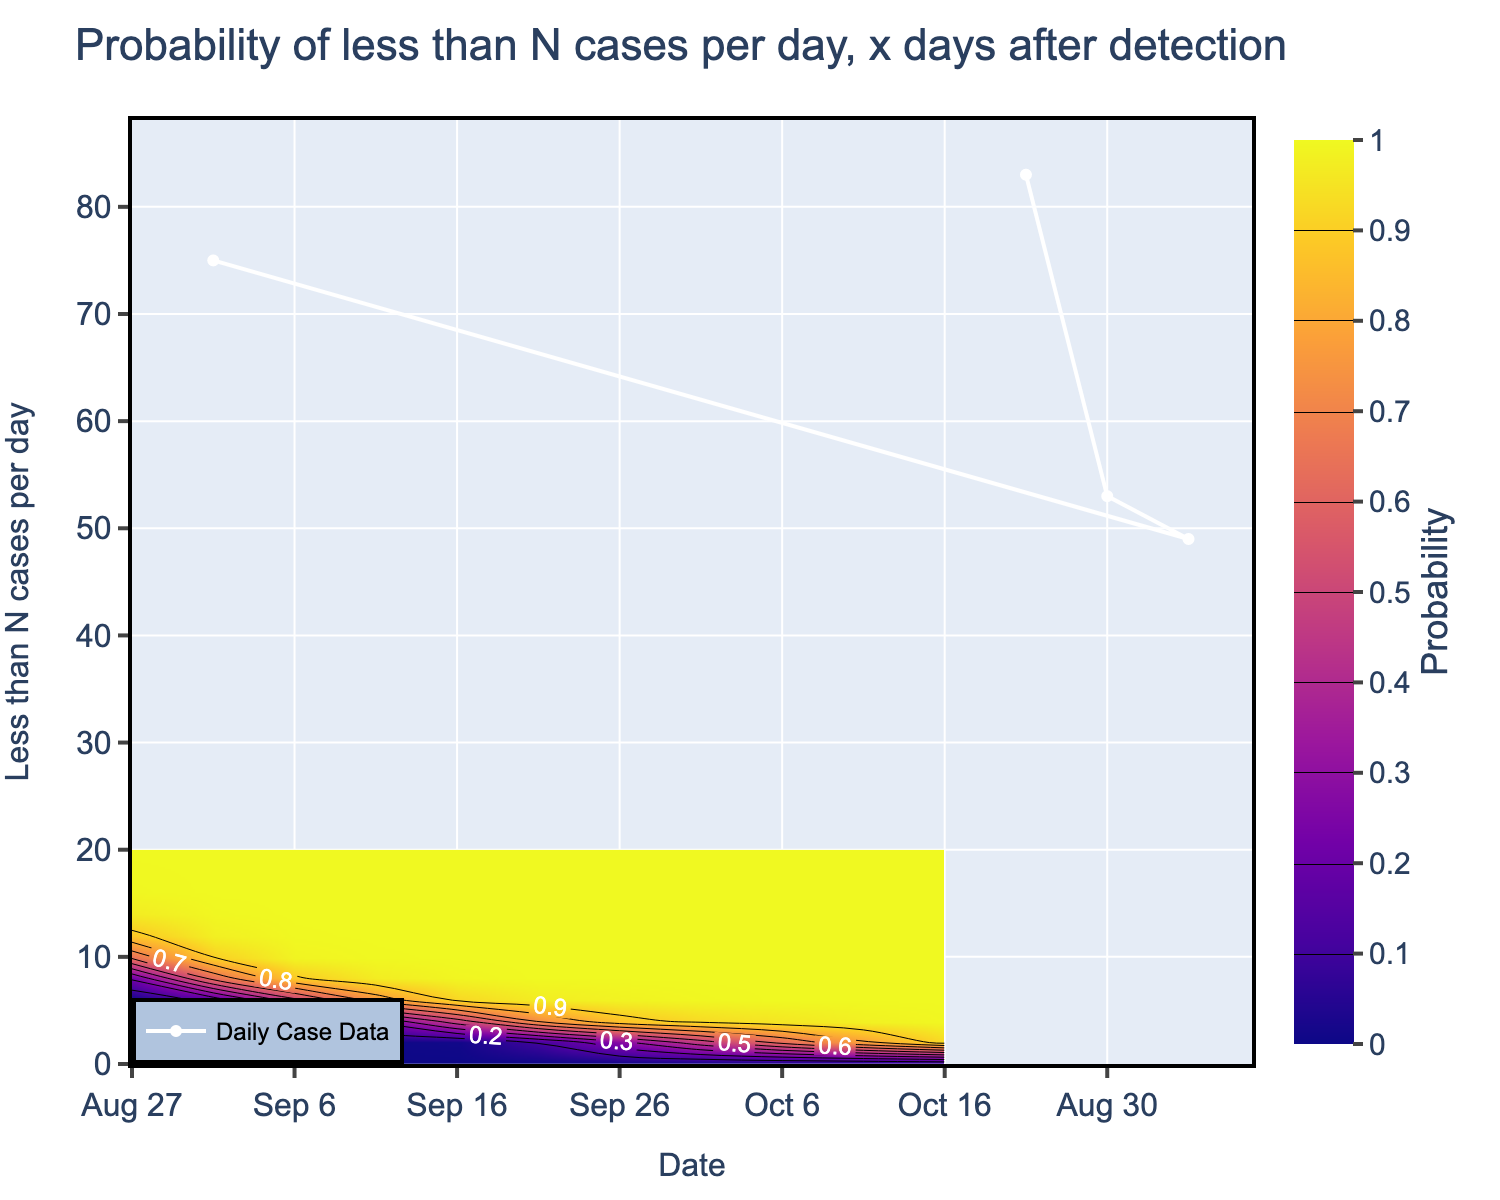 Probability of less than N cases per day, x days after detection
Less than N cases per day
80
70
60
50
40
30
20
10
0
0.7
0.8
0.9
0.2
0.3
0.5
0.6
Daily Case Data
Aug 27
Sep 6
Sep 16
Sep 26
Oct 6
Oct 16
Aug 30
Date
1
0.9
0.8
0.7
0.6
0.5
0.4
0.3
0.2
0.1
0
Probability